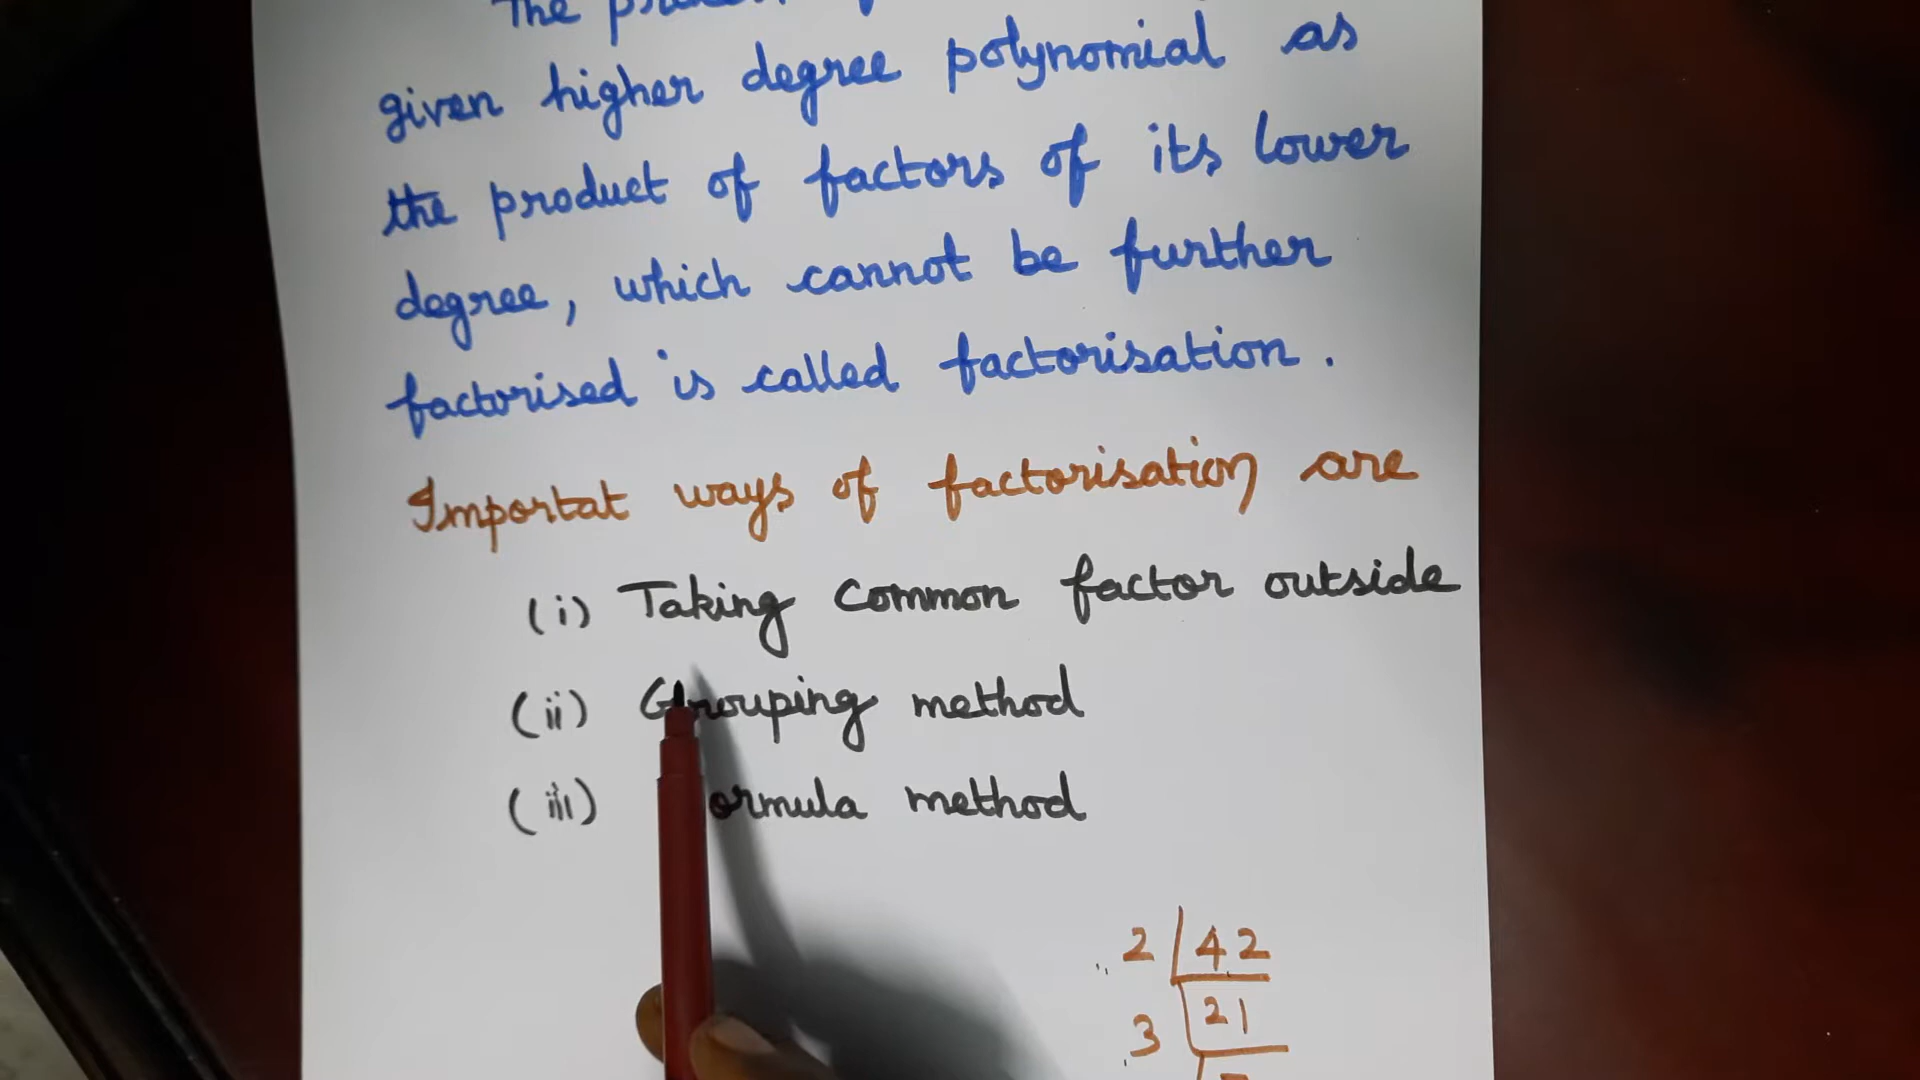 The
given higher degree polynomial as
the product of factors of its lower
degree, which cannot be further
factorised is called factorisation.
Importat ways of factorisation are
(i) Taking Common factor outside
(ii) Grouping method
(iii) ormula method
2 42
3 21